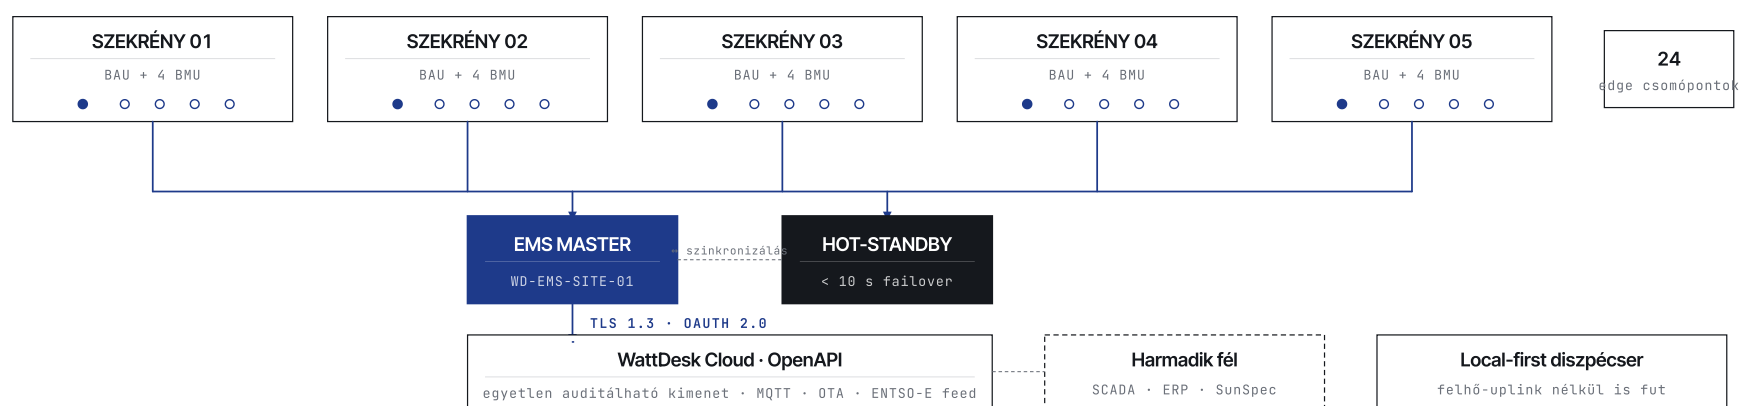 SZEKRÉNY 01
BAU + 4 BMU
SZEKRÉNY 02
BAU + 4 BMU
SZEKRÉNY 03
BAU + 4 BMU
SZEKRÉNY 04
BAU + 4 BMU
SZEKRÉNY 05
BAU + 4 BMU
24
edge csomópontok
EMS MASTER
WD-EMS-SITE-01
↔ szinkronizálás
HOT-STANDBY
< 10 s failover
TLS 1.3 · OAUTH 2.0
WattDesk Cloud · OpenAPI
egyetlen auditálható kimenet · MQTT · OTA · ENTSO-E feed
Harmadik fél
SCADA · ERP · SunSpec
Local-first diszpécser
felhő-uplink nélkül is fut